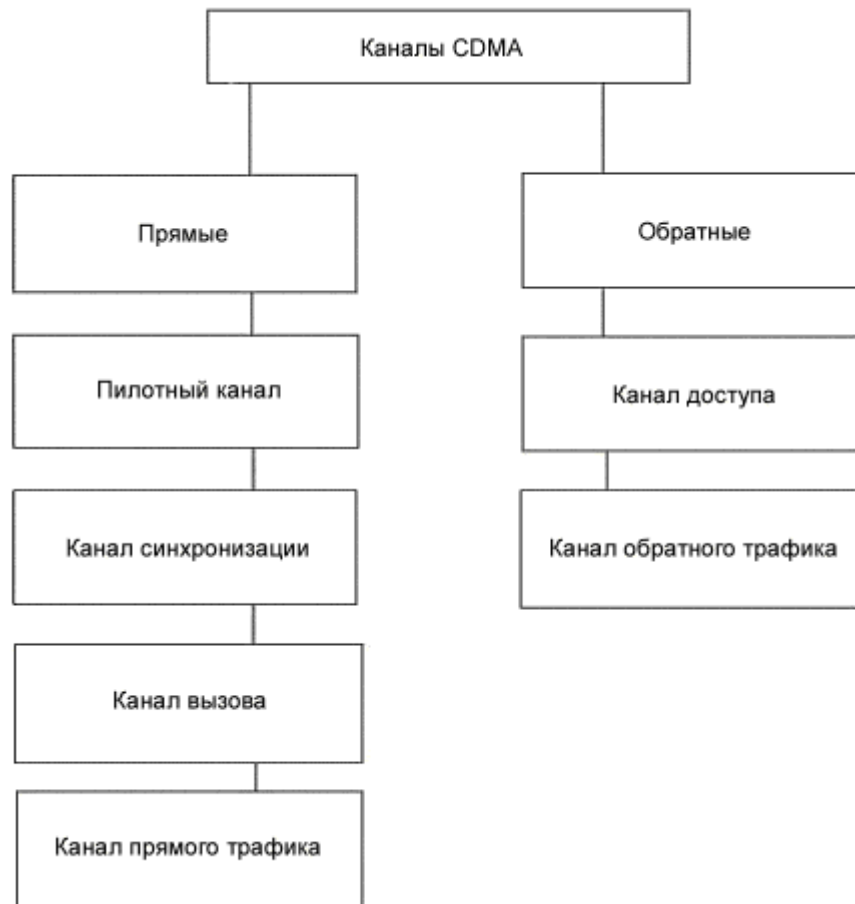 Каналы CDMA
Прямые
Пилотный канал
Канал синхронизации
Канал вызова
Канал прямого трафика
Обратные
Канал доступа
Канал обратного трафика